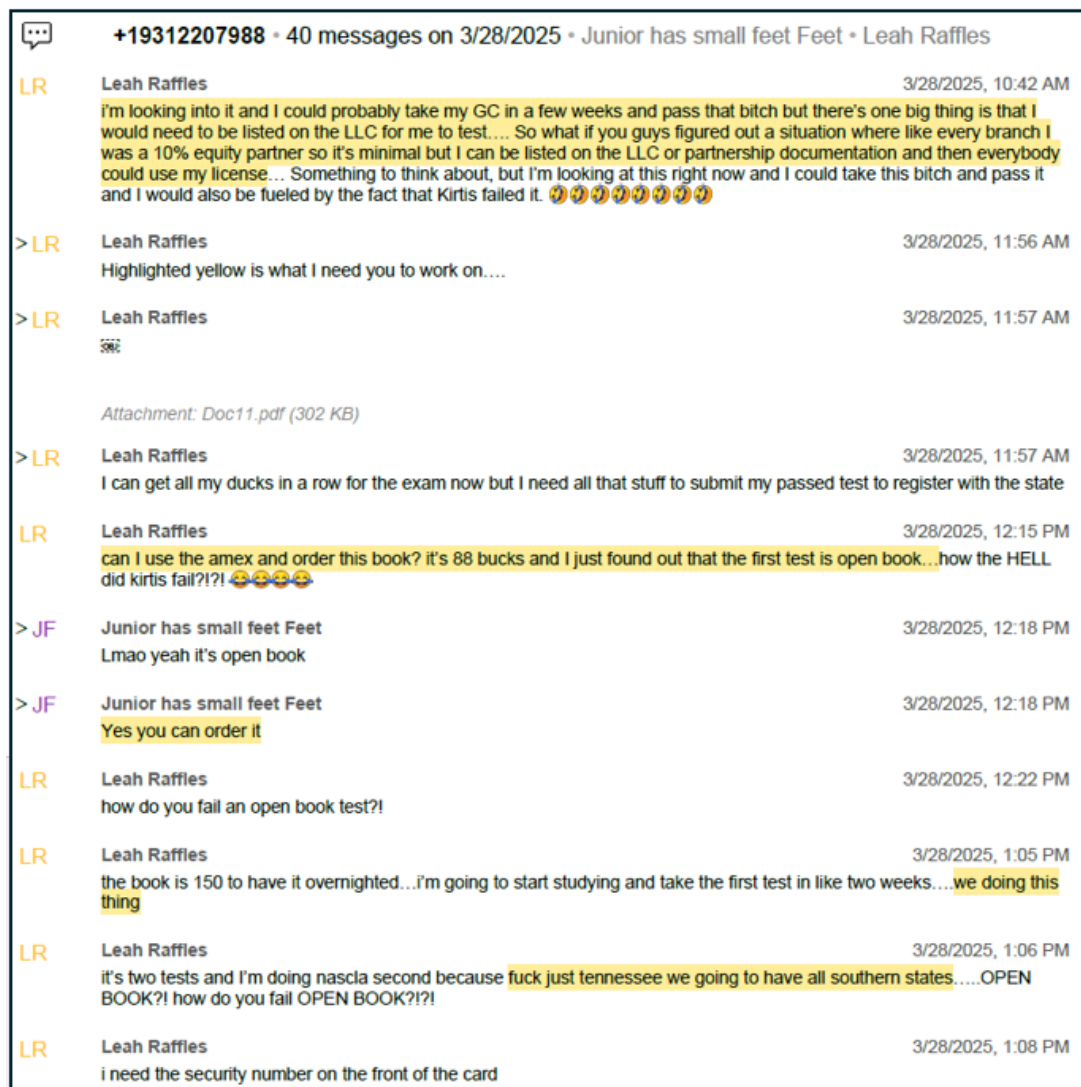 +19312207988 • 40 messages on 3/28/2025 • Junior has small feet Feet • Leah Raffles
LR Leah Raffles 3/28/2025, 10:42 AM
i'm looking into it and I could probably take my GC in a few weeks and pass that bitch but there's one big thing is that I
would need to be listed on the LLC for me to test.... So what if you guys figured out a situation where like every branch I
was a 10% equity partner so it's minimal but I can be listed on the LLC or partnership documentation and then everybody
could use my license… Something to think about, but I'm looking at this right now and I could take this bitch and pass it
and I would also be fueled by the fact that Kirtis failed it. 🤣🤣🤣🤣🤣🤣🤣🤣
> LR Leah Raffles 3/28/2025, 11:56 AM
Highlighted yellow is what I need you to work on….
> LR Leah Raffles 3/28/2025, 11:57 AM
OBJ
Attachment: Doc11.pdf (302 KB)
> LR Leah Raffles 3/28/2025, 11:57 AM
I can get all my ducks in a row for the exam now but I need all that stuff to submit my passed test to register with the state
LR Leah Raffles 3/28/2025, 12:15 PM
can I use the amex and order this book? it's 88 bucks and I just found out that the first test is open book…how the HELL
did kirtis fail?!?! 😂😂😂😂
> JF Junior has small feet Feet 3/28/2025, 12:18 PM
Lmao yeah it's open book
> JF Junior has small feet Feet 3/28/2025, 12:18 PM
Yes you can order it
LR Leah Raffles 3/28/2025, 12:22 PM
how do you fail an open book test?!
LR Leah Raffles 3/28/2025, 1:05 PM
the book is 150 to have it overnighted…i'm going to start studying and take the first test in like two weeks….we doing this
thing
LR Leah Raffles 3/28/2025, 1:06 PM
it's two tests and I'm doing nascla second because fuck just tennessee we going to have all southern states…..OPEN
BOOK?! how do you fail OPEN BOOK?!?!
LR Leah Raffles 3/28/2025, 1:08 PM
i need the security number on the front of the card